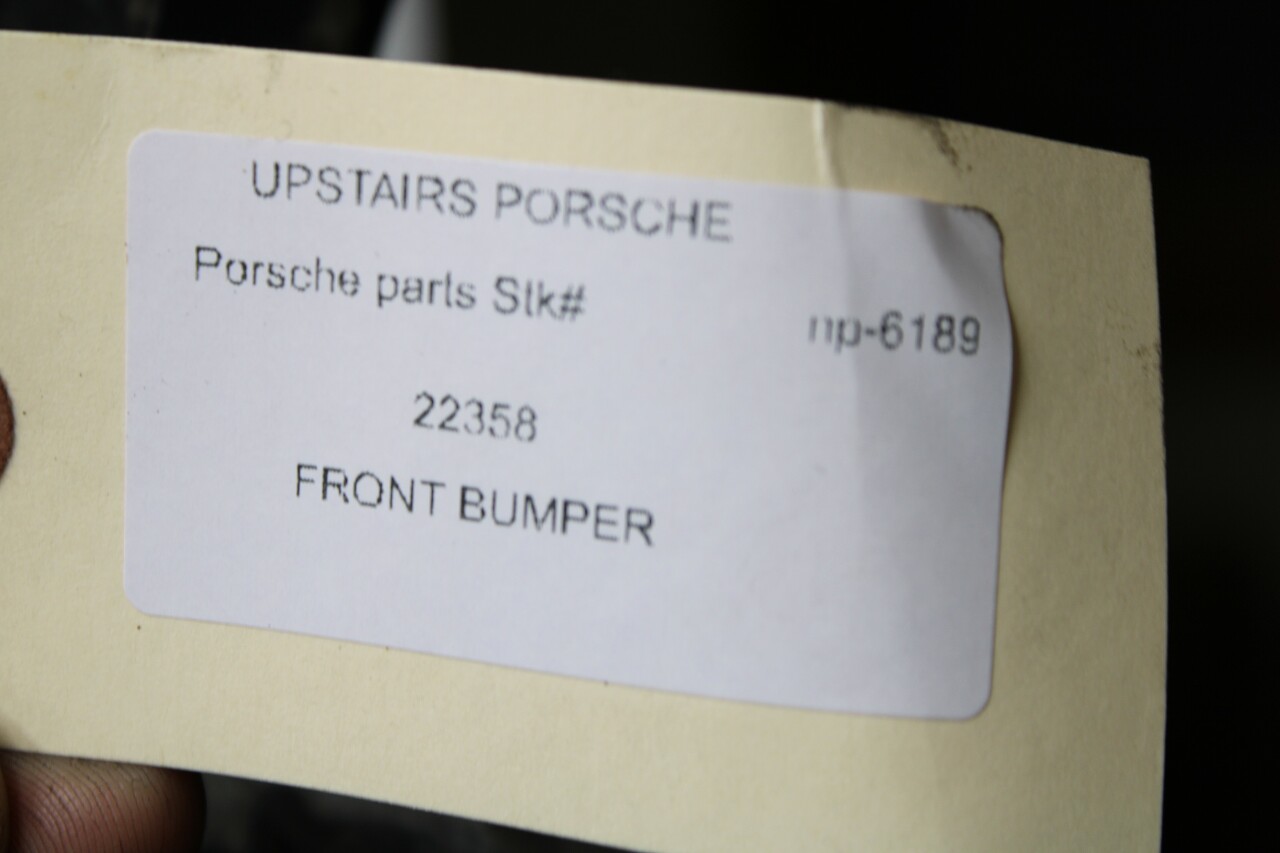 UPSTAIRS PORSCHE
Porsche parts Stk# np-6189
22358
FRONT BUMPER